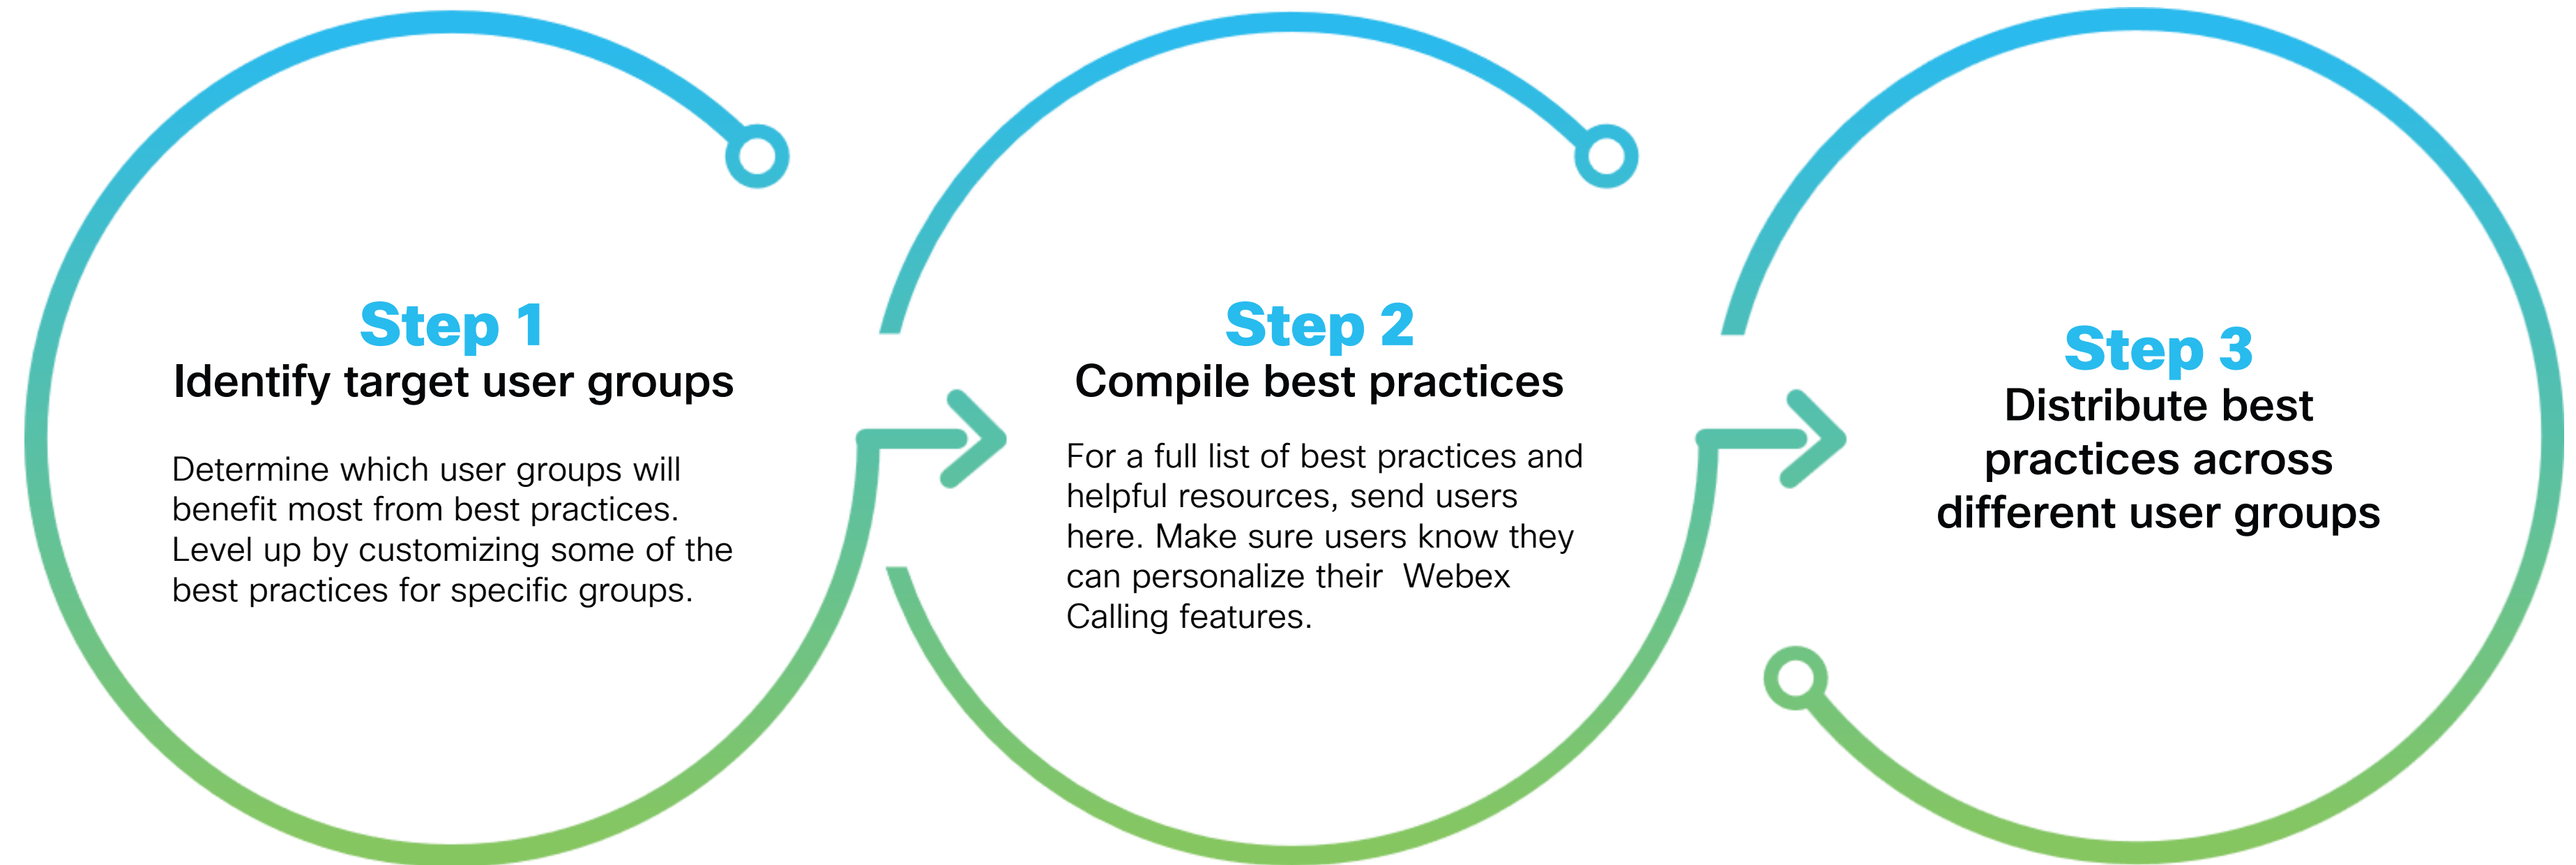 Step 1
Identify target user groups
Determine which user groups will
benefit most from best practices.
Level up by customizing some of the
best practices for specific groups.
Step 2
Compile best practices
For a full list of best practices and
helpful resources, send users
here. Make sure users know they
can personalize their  Webex
Calling features.
Step 3
Distribute best
practices across
different user groups